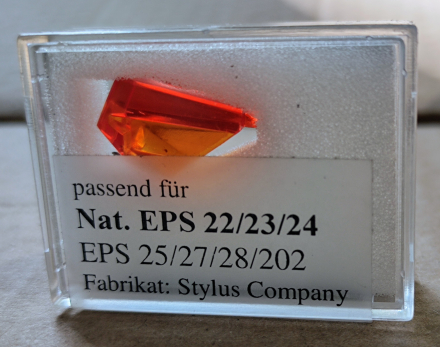 passend für
Nat. EPS 22/23/24
EPS 25/27/28/202
Fabrikat: Stylus Company